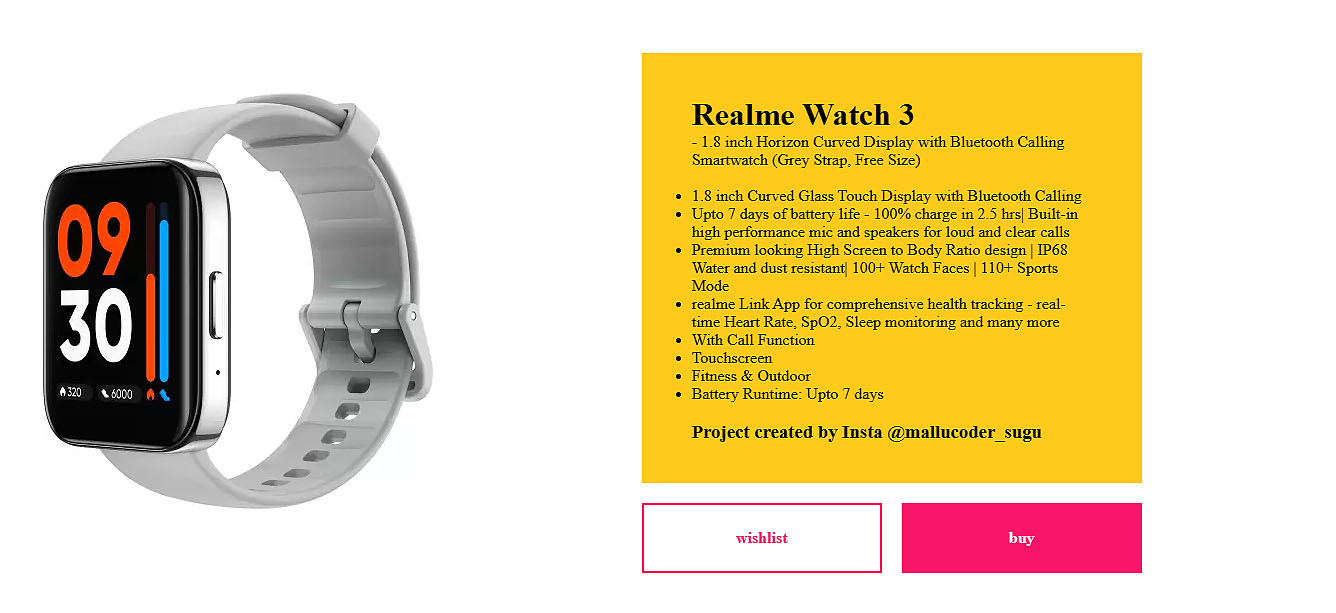 09
30
320
6000
Realme Watch 3
- 1.8 inch Horizon Curved Display with Bluetooth Calling
Smartwatch (Grey Strap, Free Size)
• 1.8 inch Curved Glass Touch Display with Bluetooth Calling
• Upto 7 days of battery life - 100% charge in 2.5 hrs| Built-in
high performance mic and speakers for loud and clear calls
• Premium looking High Screen to Body Ratio design | IP68
Water and dust resistant| 100+ Watch Faces | 110+ Sports
Mode
• realme Link App for comprehensive health tracking - real-
time Heart Rate, SpO2, Sleep monitoring and many more
• With Call Function
• Touchscreen
• Fitness & Outdoor
• Battery Runtime: Upto 7 days
Project created by Insta @mallucoder_sugu
wishlist
buy